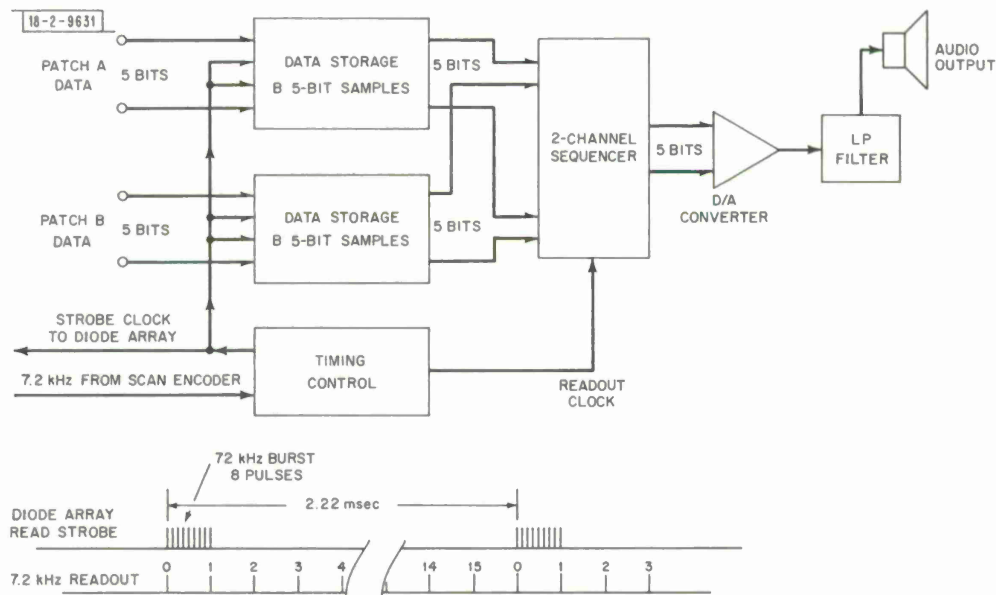 18-2-9631
PATCH A
DATA
5 BITS
DATA STORAGE
B 5-BIT SAMPLES
5 BITS
PATCH B
DATA
5 BITS
DATA STORAGE
B 5-BIT SAMPLES
5 BITS
2-CHANNEL
SEQUENCER
5 BITS
D/A
CONVERTER
LP
FILTER
AUDIO
OUTPUT
STROBE CLOCK
TO DIODE ARRAY
7.2 kHz FROM SCAN ENCODER
TIMING
CONTROL
READOUT
CLOCK
72 kHz BURST
8 PULSES
2.22 msec
DIODE ARRAY
READ STROBE
0 1 2 3 4 14 15 0 1 2 3
7.2 kHz READOUT